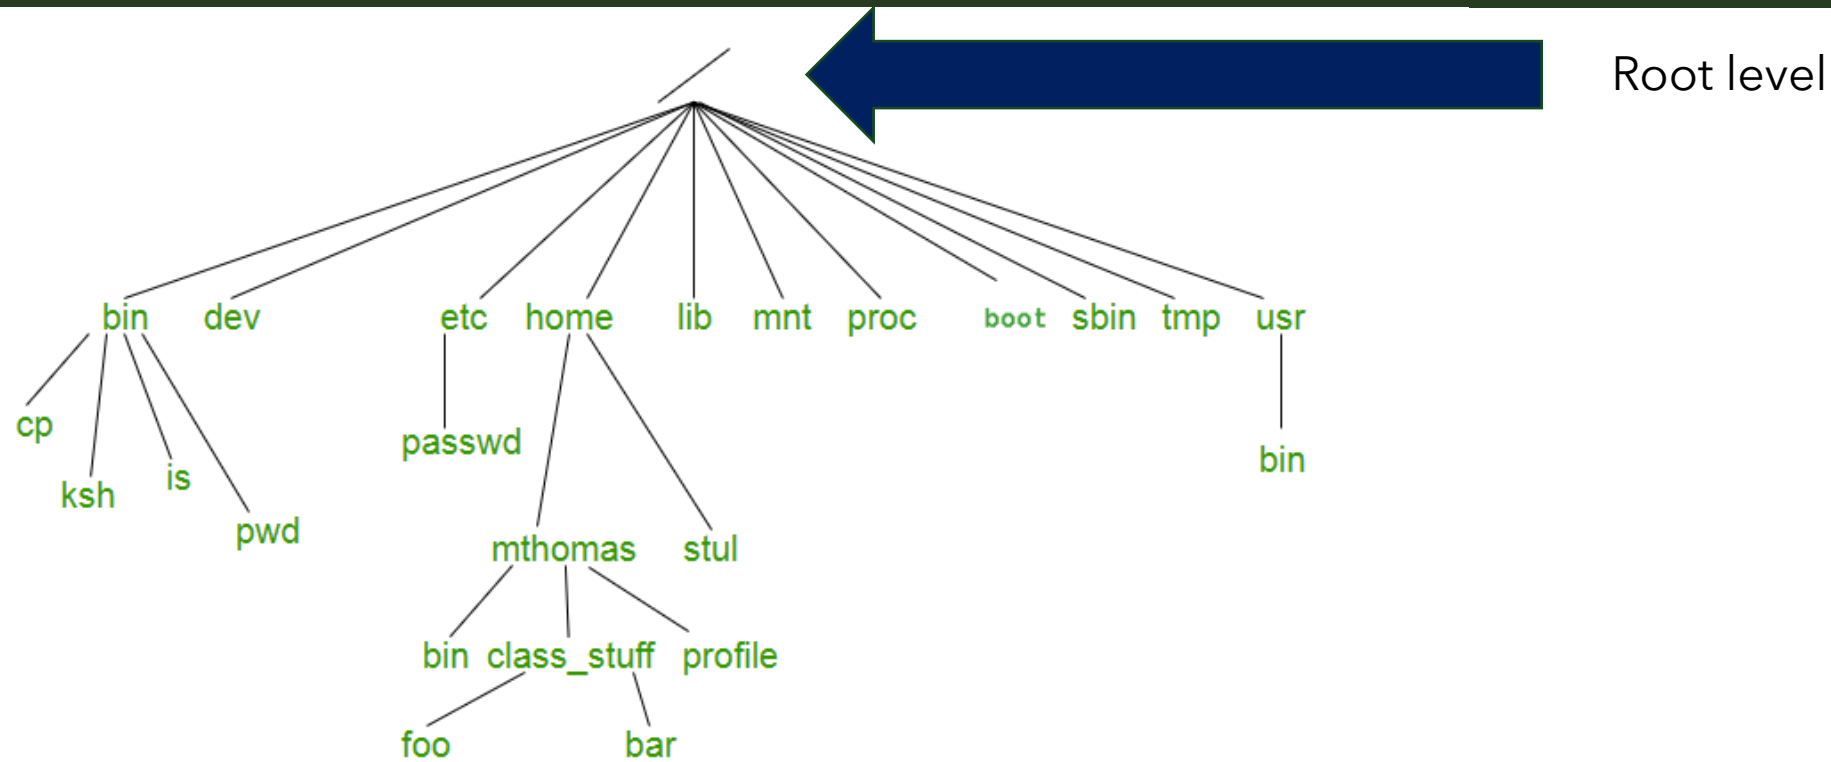 /
Root level
bin dev etc home lib mnt proc boot sbin tmp usr
cp
passwd
bin
is
ksh
pwd
mthomas stul
bin class_stuff profile
foo bar